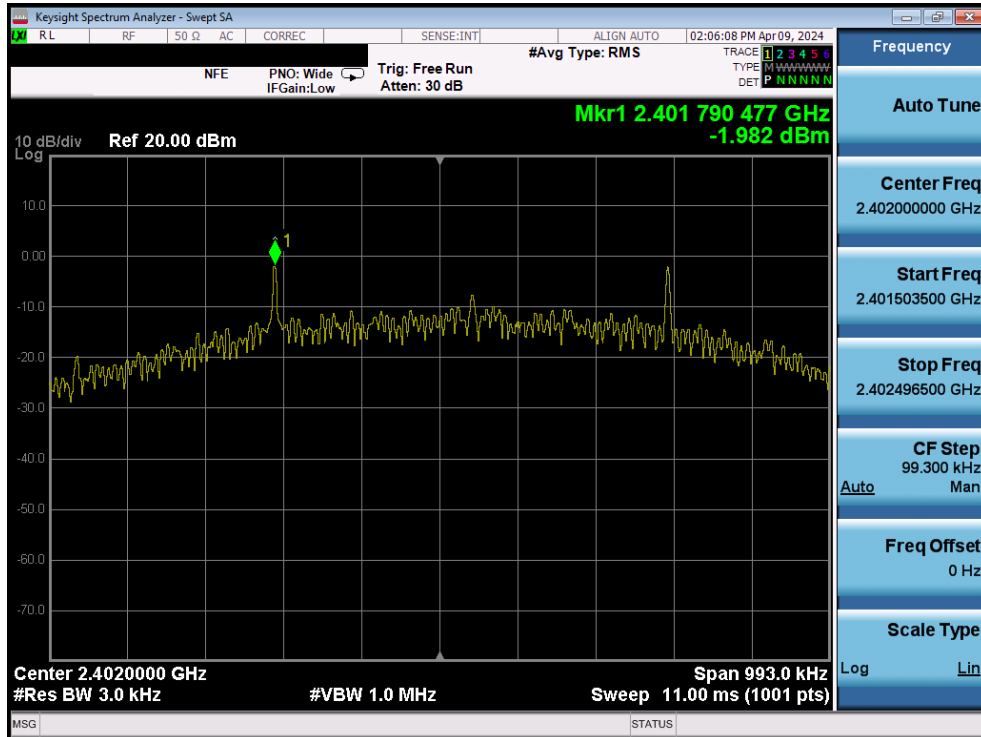 Keysight Spectrum Analyzer - Swept SA
LXI RL RF 50 Ω AC CORREC SENSE:INT ALIGN AUTO 02:06:08 PM Apr 09, 2024
NFE PNO: Wide IFGain:Low Trig: Free Run Atten: 30 dB #Avg Type: RMS
TRACE 1 2 3 4 5 6
TYPE M WWWWW
DET P N N N N N
Mkr1 2.401 790 477 GHz
-1.982 dBm
10 dB/div Ref 20.00 dBm
Log
10.0
1
0.00
-10.0
-20.0
-30.0
-40.0
-50.0
-60.0
-70.0
Center 2.4020000 GHz Span 993.0 kHz
#Res BW 3.0 kHz #VBW 1.0 MHz Sweep 11.00 ms (1001 pts)
MSG STATUS
Frequency
Auto Tune
Center Freq
2.402000000 GHz
Start Freq
2.401503500 GHz
Stop Freq
2.402496500 GHz
CF Step
99.300 kHz
Auto Man
Freq Offset
0 Hz
Scale Type
Log Lin